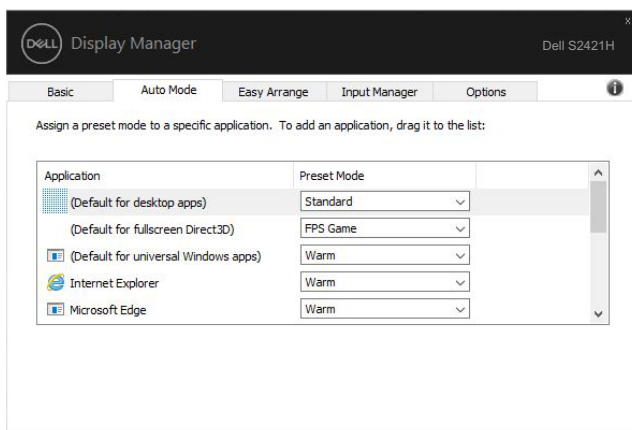 x
DELL Display Manager
Dell S2421H
Basic Auto Mode Easy Arrange Input Manager Options
Assign a preset mode to a specific application. To add an application, drag it to the list:
Application Preset Mode
(Default for desktop apps) Standard
(Default for fullscreen Direct3D) FPS Game
(Default for universal Windows apps) Warm
Internet Explorer Warm
Microsoft Edge Warm